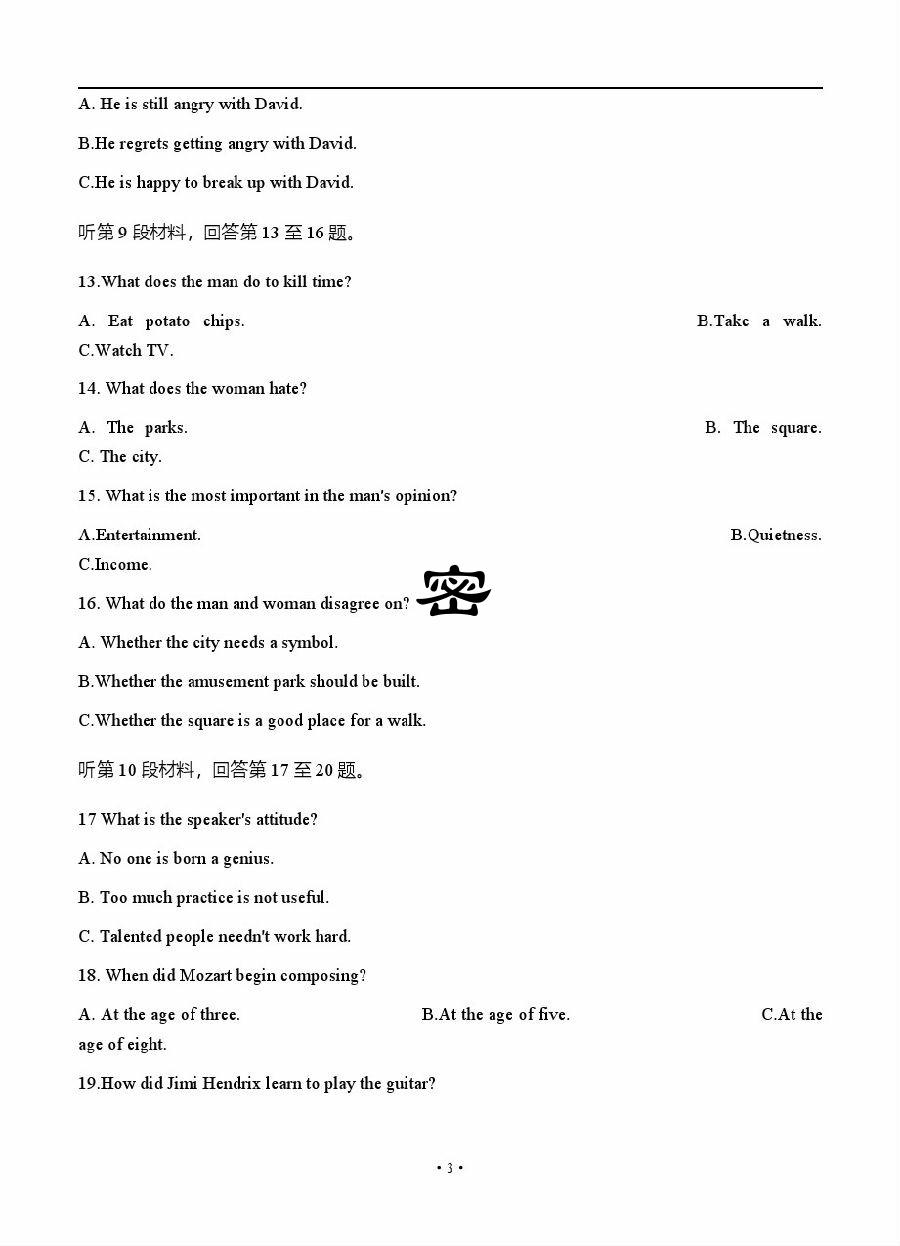 A. He is still angry with David.
B.He regrets getting angry with David.
C.He is happy to break up with David.
听第 9 段材料，回答第 13 至 16 题。
13.What does the man do to kill time?
A. Eat potato chips. B.Take a walk.
C.Watch TV.
14. What does the woman hate?
A. The parks. B. The square.
C. The city.
15. What is the most important in the man's opinion?
A.Entertainment. B.Quietness.
C.Income.
16. What do the man and woman disagree on?
密
A. Whether the city needs a symbol.
B.Whether the amusement park should be built.
C.Whether the square is a good place for a walk.
听第 10 段材料，回答第 17 至 20 题。
17 What is the speaker's attitude?
A. No one is born a genius.
B. Too much practice is not useful.
C. Talented people needn't work hard.
18. When did Mozart begin composing?
A. At the age of three. B.At the age of five. C.At the
age of eight.
19.How did Jimi Hendrix learn to play the guitar?
• 3 •